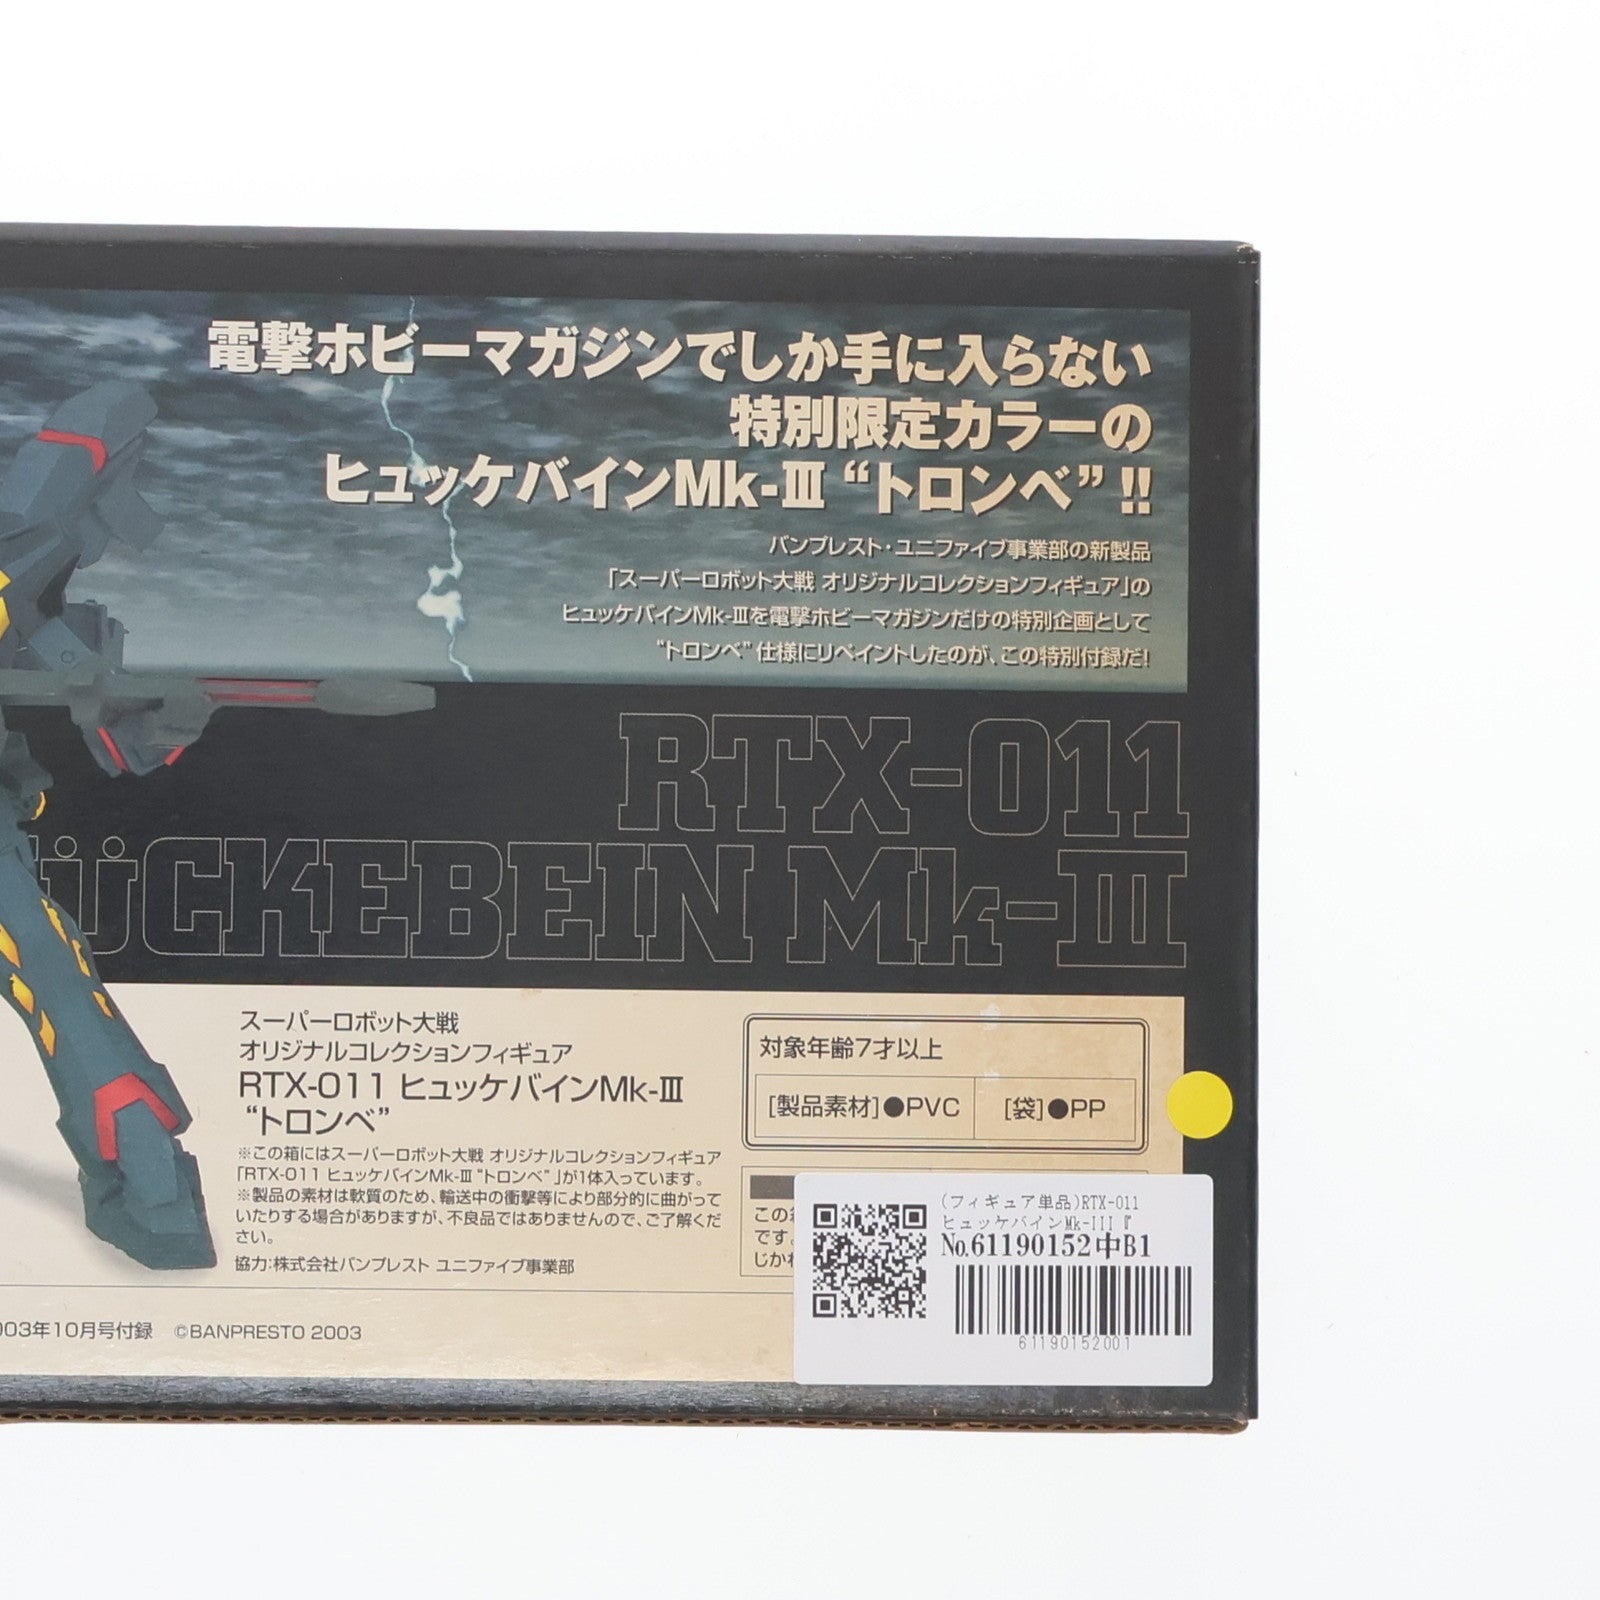 電撃ホビーマガジンでしか手に入らない
特別限定カラーの
ヒュッケバインMk-Ⅲ“トロンベ”!!
バンプレスト・ユニファイブ事業部の新製品
「スーパーロボット大戦 オリジナルコレクションフィギュア」の
ヒュッケバインMk-Ⅲを電撃ホビーマガジンだけの特別企画として
“トロンベ”仕様にリペイントしたのが、この特別付録だ!
RTX-011
ÜCKEBEIN Mk-III
スーパーロボット大戦
オリジナルコレクションフィギュア
RTX-011 ヒュッケバインMk-Ⅲ
“トロンベ”
※この箱にはスーパーロボット大戦 オリジナルコレクションフィギュア
「RTX-011 ヒュッケバインMk-Ⅲ“トロンベ”」が1体入っています。
※製品の素材は軟質のため、輸送中の衝撃等により部分的に曲がって
いたりする場合がありますが、不良品ではありませんので、ご了解くだ
さい。
協力:株式会社バンプレスト ユニファイブ事業部
003年10月号付録 ©BANPRESTO 2003
対象年齢7才以上
[製品素材]●PVC [袋]●PP
この
です。
じか
(フィギュア単品)RTX-011
ヒュッケバインMk-III『
No.61190152中B1
61190152001